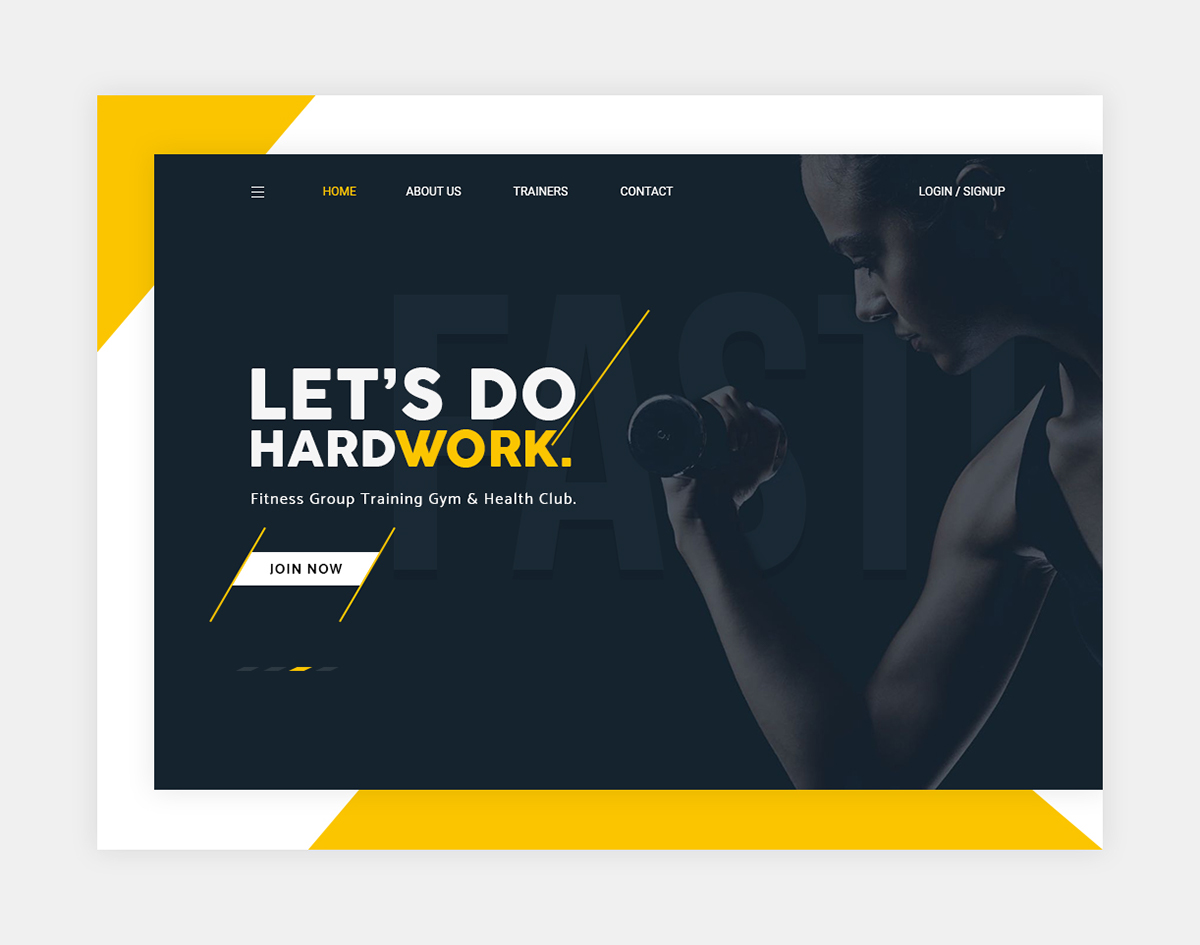 HOME ABOUT US TRAINERS CONTACT LOGIN / SIGNUP
FAST
LET'S DO
HARDWORK.
Fitness Group Training Gym & Health Club.
JOIN NOW